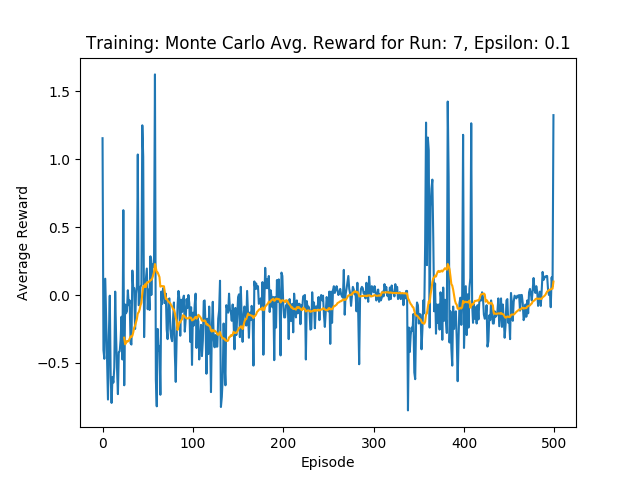 Training: Monte Carlo Avg. Reward for Run: 7, Epsilon: 0.1
1.5
1.0
0.5
0.0
−0.5
Average Reward
0 100 200 300 400 500
Episode